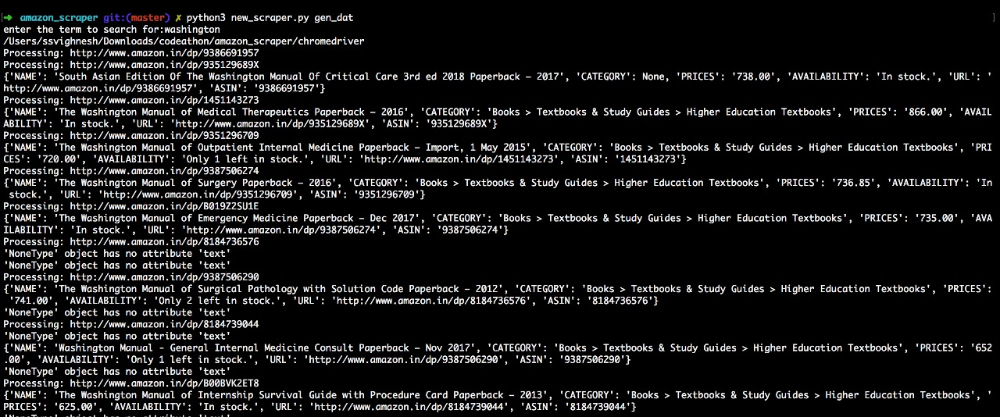 ➜ amazon_scraper git:(master) ✗ python3 new_scraper.py gen_dat
enter the term to search for:washington
/Users/ssvighnesh/Downloads/codeathon/amazon_scraper/chromedriver
Processing: http://www.amazon.in/dp/9386691957
Processing: http://www.amazon.in/dp/935129689X
{'NAME': 'South Asian Edition Of The Washington Manual Of Critical Care 3rd ed 2018 Paperback – 2017', 'CATEGORY': None, 'PRICES': '738.00', 'AVAILABILITY': 'In stock.', 'URL': '
http://www.amazon.in/dp/9386691957', 'ASIN': '9386691957'}
Processing: http://www.amazon.in/dp/1451143273
{'NAME': 'The Washington Manual of Medical Therapeutics Paperback – 2016', 'CATEGORY': 'Books > Textbooks & Study Guides > Higher Education Textbooks', 'PRICES': '866.00', 'AVAIL
ABILITY': 'In stock.', 'URL': 'http://www.amazon.in/dp/935129689X', 'ASIN': '935129689X'}
Processing: http://www.amazon.in/dp/9351296709
{'NAME': 'The Washington Manual of Outpatient Internal Medicine Paperback – Import, 1 May 2015', 'CATEGORY': 'Books > Textbooks & Study Guides > Higher Education Textbooks', 'PRI
CES': '720.00', 'AVAILABILITY': 'Only 1 left in stock.', 'URL': 'http://www.amazon.in/dp/1451143273', 'ASIN': '1451143273'}
Processing: http://www.amazon.in/dp/9387506274
{'NAME': 'The Washington Manual of Surgery Paperback – 2016', 'CATEGORY': 'Books > Textbooks & Study Guides > Higher Education Textbooks', 'PRICES': '736.85', 'AVAILABILITY': 'In
 stock.', 'URL': 'http://www.amazon.in/dp/9351296709', 'ASIN': '9351296709'}
Processing: http://www.amazon.in/dp/B019Z2SU1E
{'NAME': 'The Washington Manual of Emergency Medicine Paperback – Dec 2017', 'CATEGORY': 'Books > Textbooks & Study Guides > Higher Education Textbooks', 'PRICES': '735.00', 'AVA
ILABILITY': 'In stock.', 'URL': 'http://www.amazon.in/dp/9387506274', 'ASIN': '9387506274'}
Processing: http://www.amazon.in/dp/8184736576
'NoneType' object has no attribute 'text'
'NoneType' object has no attribute 'text'
Processing: http://www.amazon.in/dp/9387506290
{'NAME': 'The Washington Manual of Surgical Pathology with Solution Code Paperback – 2012', 'CATEGORY': 'Books > Textbooks & Study Guides > Higher Education Textbooks', 'PRICES':
 '741.00', 'AVAILABILITY': 'Only 2 left in stock.', 'URL': 'http://www.amazon.in/dp/8184736576', 'ASIN': '8184736576'}
'NoneType' object has no attribute 'text'
Processing: http://www.amazon.in/dp/8184739044
'NoneType' object has no attribute 'text'
{'NAME': 'Washington Manual - General Internal Medicine Consult Paperback – Nov 2017', 'CATEGORY': 'Books > Textbooks & Study Guides > Higher Education Textbooks', 'PRICES': '652
.00', 'AVAILABILITY': 'Only 1 left in stock.', 'URL': 'http://www.amazon.in/dp/9387506290', 'ASIN': '9387506290'}
'NoneType' object has no attribute 'text'
Processing: http://www.amazon.in/dp/B00BVK2ET8
{'NAME': 'The Washington Manual of Internship Survival Guide with Procedure Card Paperback – 2013', 'CATEGORY': 'Books > Textbooks & Study Guides > Higher Education Textbooks', '
PRICES': '625.00', 'AVAILABILITY': 'In stock.', 'URL': 'http://www.amazon.in/dp/8184739044', 'ASIN': '8184739044'}
'NoneType' object has no attribute 'text'